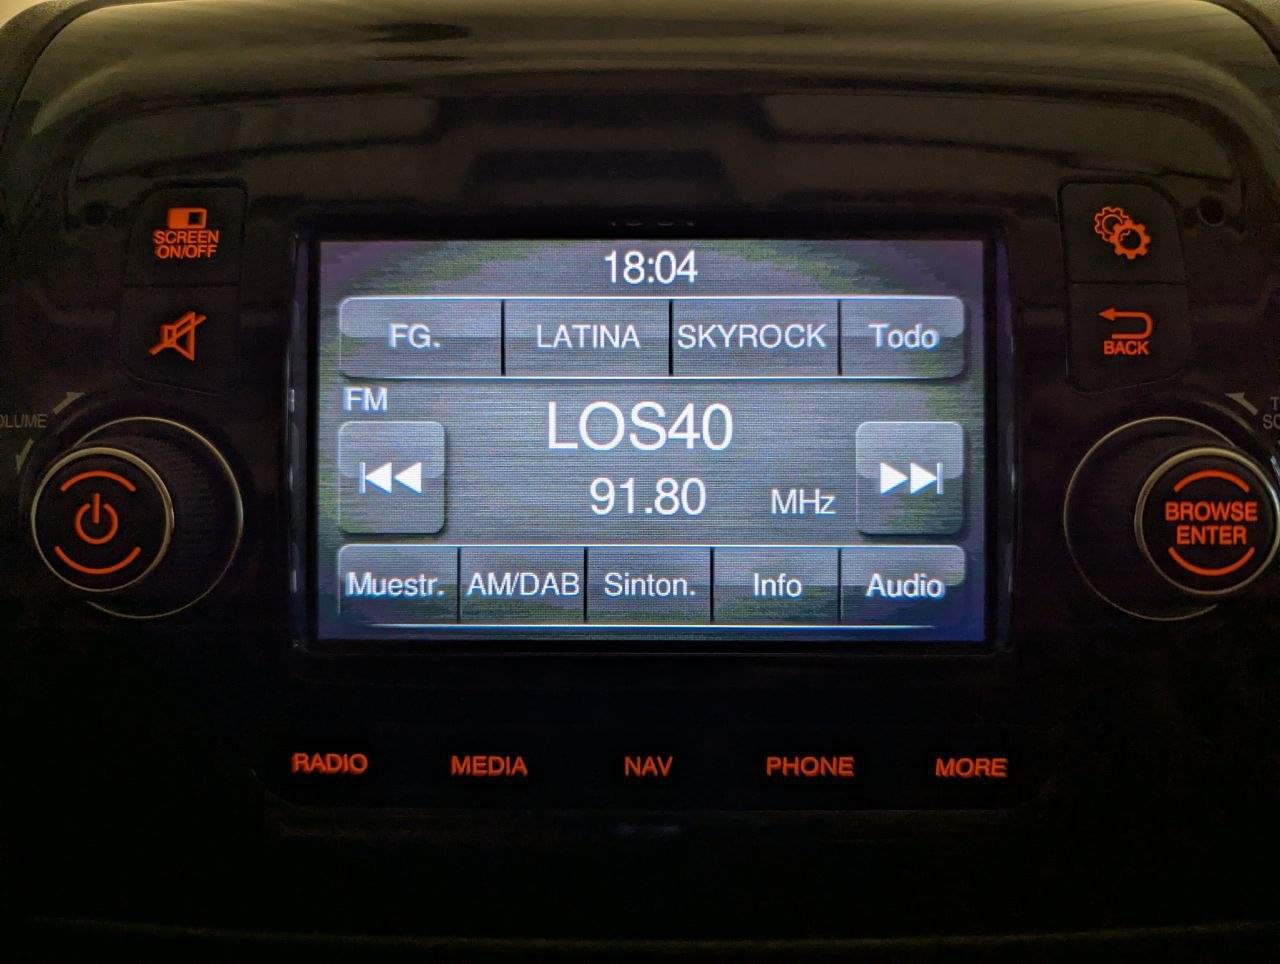 SCREEN
ON/OFF
18:04
FG. LATINA SKYROCK Todo
BACK
FM
LOS40
91.80 MHz
BROWSE
ENTER
Muestr. AM/DAB Sinton. Info Audio
RADIO MEDIA NAV PHONE MORE